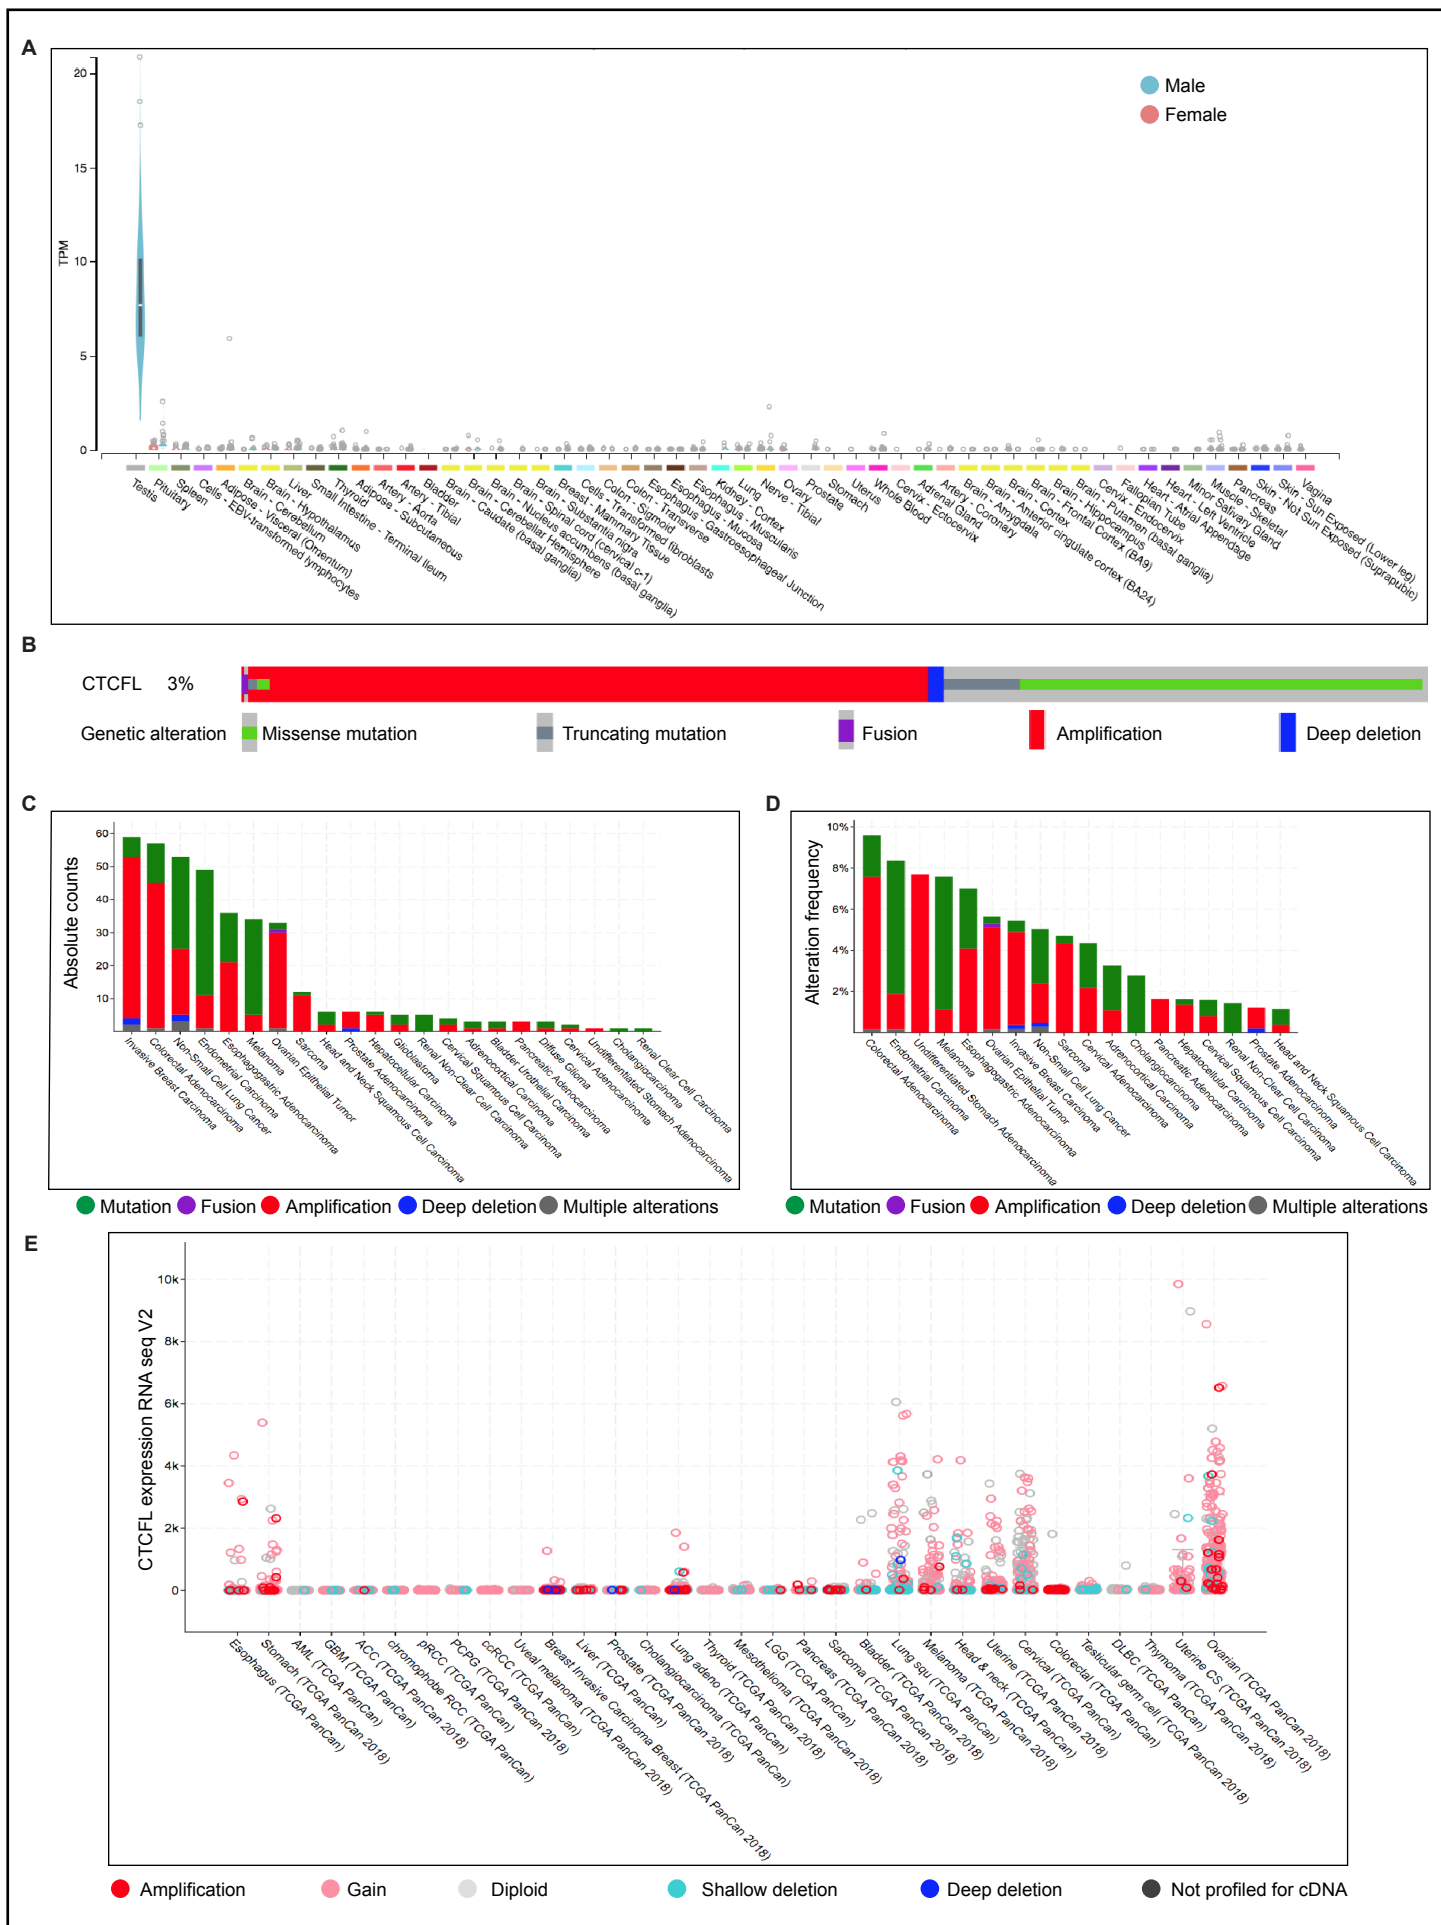 A
20
15
10
5
0
TPM
Male
Female
Testis
Pituitary
Spleen
Cells - EBV-transformed lymphocytes
Adipose - Visceral (Omentum)
Brain - Cerebellum
Brain - Hypothalamus
Liver
Small Intestine - Terminal Ileum
Thyroid
Adipose - Subcutaneous
Artery - Aorta
Artery - Tibial
Bladder
Brain - Caudate (basal ganglia)
Brain - Cerebellar Hemisphere
Brain - Nucleus accumbens (basal ganglia)
Brain - Spinal cord (cervical c-1)
Brain - Substantia nigra
Breast - Mammary Tissue
Cells - Transformed fibroblasts
Colon - Sigmoid
Colon - Transverse
Esophagus - Gastroesophageal Junction
Esophagus - Mucosa
Esophagus - Muscularis
Kidney - Cortex
Lung
Nerve - Tibial
Ovary
Prostate
Stomach
Uterus
Whole Blood
Cervix - Ectocervix
Adrenal Gland
Artery - Coronary
Brain - Amygdala
Brain - Anterior cingulate cortex (BA24)
Brain - Cortex
Brain - Frontal Cortex (BA9)
Brain - Hippocampus
Brain - Putamen (basal ganglia)
Cervix - Endocervix
Fallopian Tube
Heart - Atrial Appendage
Heart - Left Ventricle
Minor Salivary Gland
Muscle - Skeletal
Pancreas
Skin - Not Sun Exposed (Suprapubic)
Skin - Sun Exposed (Lower leg)
Vagina
B
CTCFL 3%
Genetic alteration
Missense mutation
Truncating mutation
Fusion
Amplification
Deep deletion
C
60
50
40
30
20
10
Absolute counts
Invasive Breast Carcinoma
Colorectal Adenocarcinoma
Non-Small Cell Lung Cancer
Endometrial Carcinoma
Esophagogastric Adenocarcinoma
Melanoma
Ovarian Epithelial Tumor
Sarcoma
Head and Neck Squamous Cell Carcinoma
Prostate Adenocarcinoma
Hepatocellular Carcinoma
Glioblastoma
Renal Non-Clear Cell Carcinoma
Cervical Squamous Cell Carcinoma
Adrenocortical Carcinoma
Bladder Urothelial Carcinoma
Pancreatic Adenocarcinoma
Diffuse Glioma
Cervical Adenocarcinoma
Undifferentiated Stomach Adenocarcinoma
Cholangiocarcinoma
Renal Clear Cell Carcinoma
Mutation
Fusion
Amplification
Deep deletion
Multiple alterations
D
10%
8%
6%
4%
2%
Alteration frequency
Colorectal Adenocarcinoma
Endometrial Carcinoma
Undifferentiated Stomach Adenocarcinoma
Melanoma
Esophagogastric Adenocarcinoma
Ovarian Epithelial Tumor
Invasive Breast Carcinoma
Non-Small Cell Lung Cancer
Sarcoma
Cervical Adenocarcinoma
Adrenocortical Carcinoma
Cholangiocarcinoma
Pancreatic Adenocarcinoma
Hepatocellular Carcinoma
Cervical Squamous Cell Carcinoma
Renal Non-Clear Cell Carcinoma
Prostate Adenocarcinoma
Head and Neck Squamous Cell Carcinoma
Mutation
Fusion
Amplification
Deep deletion
Multiple alterations
E
10k
8k
6k
4k
2k
0
CTCFL expression RNA seq V2
Esophagus (TCGA PanCan)
Stomach (TCGA PanCan 2018)
AML (TCGA PanCan)
GBM (TCGA PanCan)
ACC (TCGA PanCan 2018)
chromophobe RCC (TCGA PanCan)
pRCC (TCGA PanCan)
PCPG (TCGA PanCan 2018)
ccRCC (TCGA PanCan)
Uveal melanoma (TCGA PanCan 2018)
Breast Invasive Carcinoma Breast (TCGA PanCan 2018)
Liver (TCGA PanCan)
Prostate (TCGA PanCan 2018)
Cholangiocarcinoma (TCGA PanCan)
Lung adeno (TCGA PanCan)
Thyroid (TCGA PanCan 2018)
Mesothelioma (TCGA PanCan 2018)
LGG (TCGA PanCan)
Pancreas (TCGA PanCan 2018)
Sarcoma (TCGA PanCan 2018)
Bladder (TCGA PanCan 2018)
Lung squ (TCGA PanCan)
Melanoma (TCGA PanCan 2018)
Head & neck (TCGA PanCan)
Uterine (TCGA PanCan 2018)
Cervical (TCGA PanCan)
Colorectal (TCGA PanCan)
Testicular germ cell (TCGA PanCan 2018)
DLBC (TCGA PanCan)
Thymoma (TCGA PanCan 2018)
Uterine CS (TCGA PanCan 2018)
Ovarian (TCGA PanCan 2018)
Amplification
Gain
Diploid
Shallow deletion
Deep deletion
Not profiled for cDNA